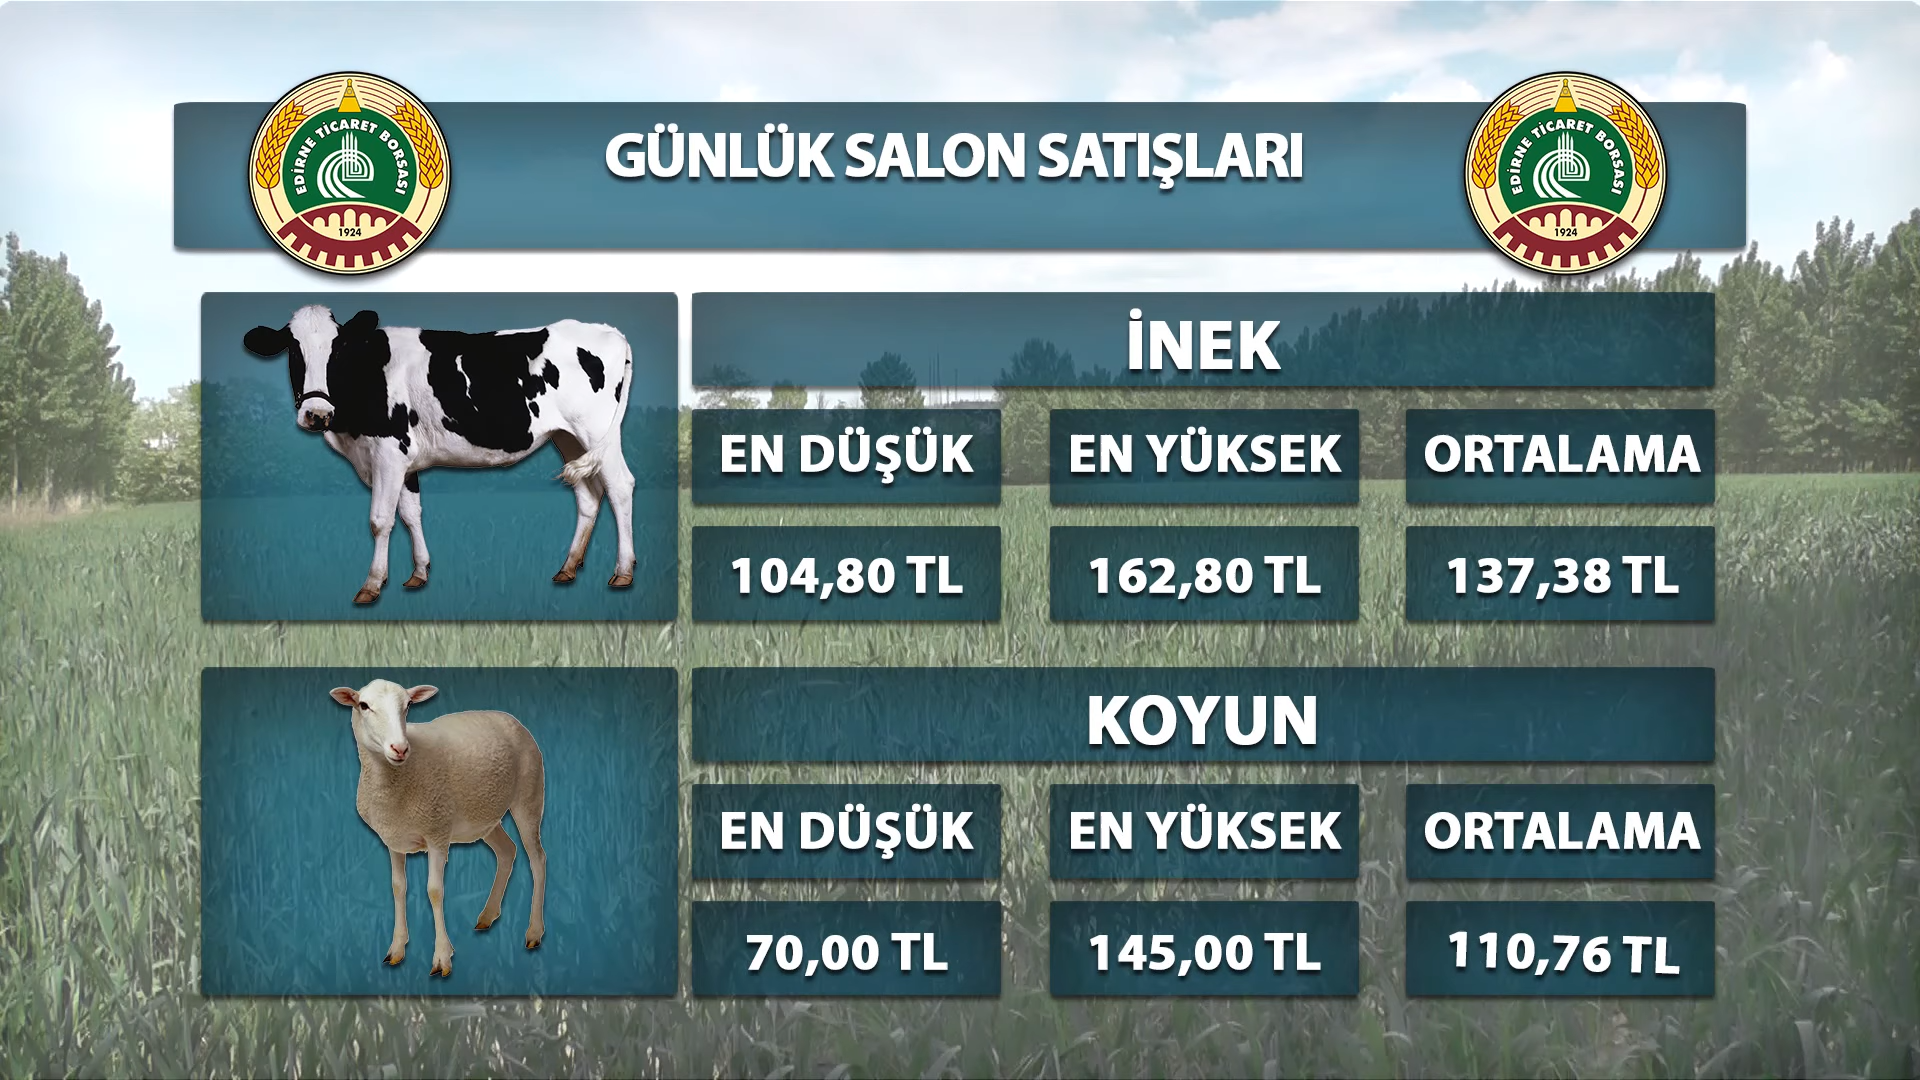 GÜNLÜK SALON SATIŞLARI
EDİRNE TİCARET BORSASI
1924
EDİRNE TİCARET BORSASI
1924
İNEK
EN DÜŞÜK EN YÜKSEK ORTALAMA
104,80 TL 162,80 TL 137,38 TL
KOYUN
EN DÜŞÜK EN YÜKSEK ORTALAMA
70,00 TL 145,00 TL 110,76 TL